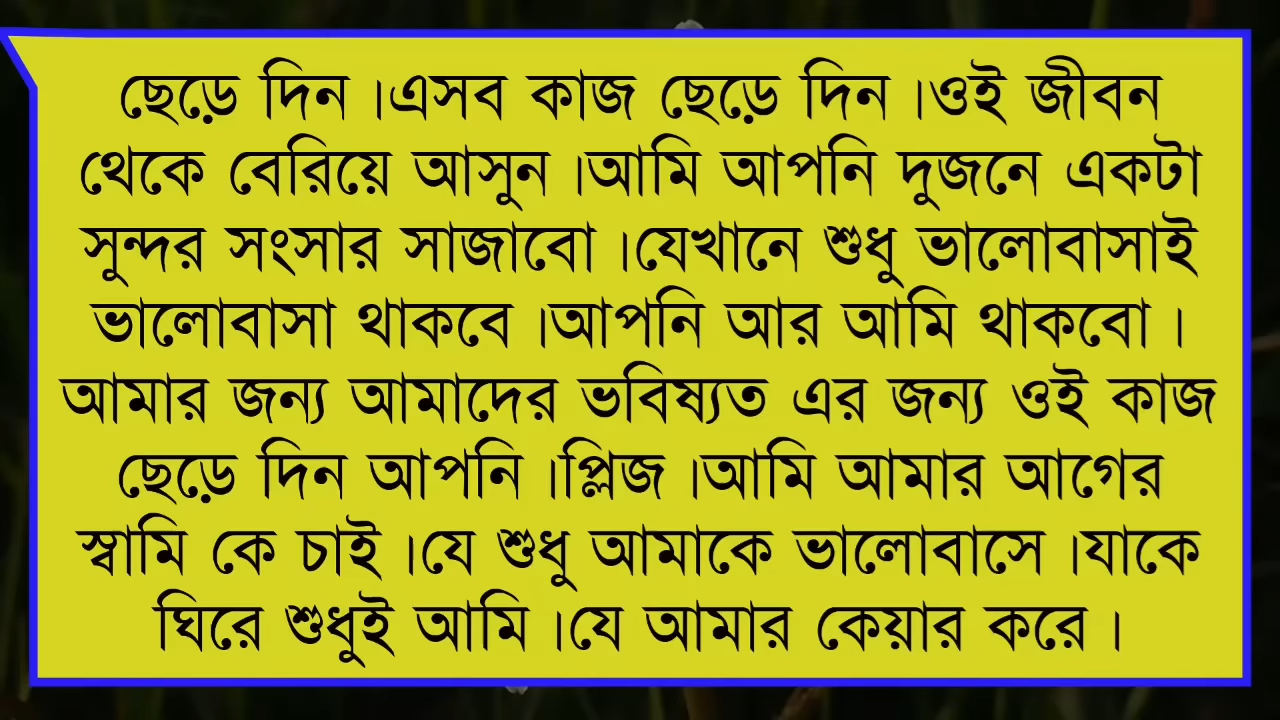 ছেড়ে দিন ।এসব কাজ ছেড়ে দিন ।ওই জীবন
থেকে বেরিয়ে আসুন ।আমি আপনি দুজনে একটা
সুন্দর সংসার সাজাবো ।যেখানে শুধু ভালোবাসাই
ভালোবাসা থাকবে ।আপনি আর আমি থাকবো ।
আমার জন্য আমাদের ভবিষ্যত এর জন্য ওই কাজ
ছেড়ে দিন আপনি ।প্লিজ ।আমি আমার আগের
স্বামি কে চাই ।যে শুধু আমাকে ভালোবাসে ।যাকে
ঘিরে শুধুই আমি ।যে আমার কেয়ার করে ।